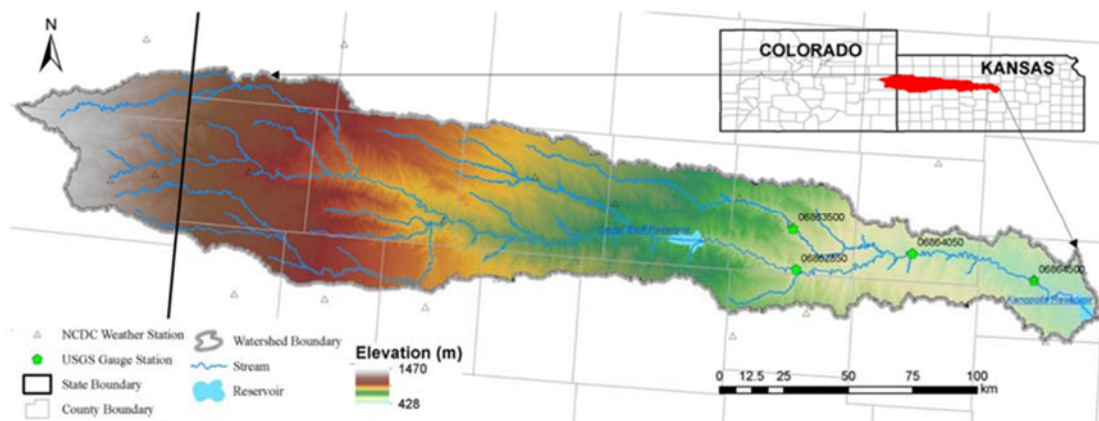 N
COLORADO
KANSAS
06863500
Cedar Bluff Reservoir
06862850
06864050
06864500
Kanopolis Reservoir
NCDC Weather Station
USGS Gauge Station
State Boundary
County Boundary
Watershed Boundary
Stream
Reservoir
Elevation (m)
1470
428
0 12.5 25 50 75 100
km